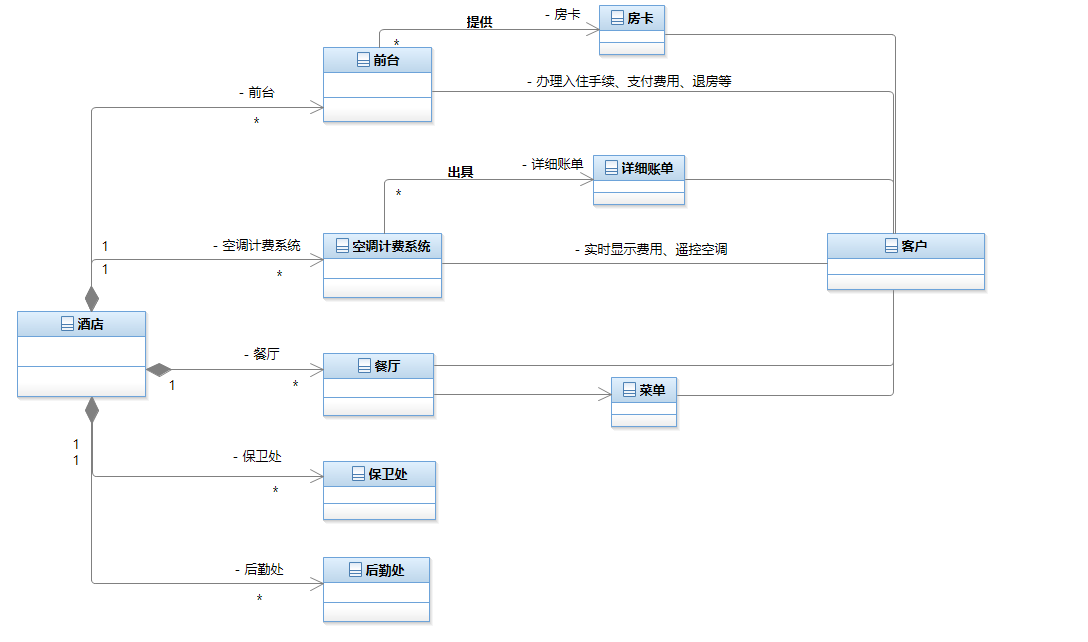 提供
- 房卡
房卡
*
前台
- 办理入住手续、支付费用、退房等
- 前台
*
出具
- 详细账单
详细账单
*
1
- 空调计费系统
空调计费系统
- 实时显示费用、遥控空调
客户
1
*
酒店
- 餐厅
餐厅
1
*
菜单
1
- 保卫处
1
保卫处
*
- 后勤处
后勤处
*